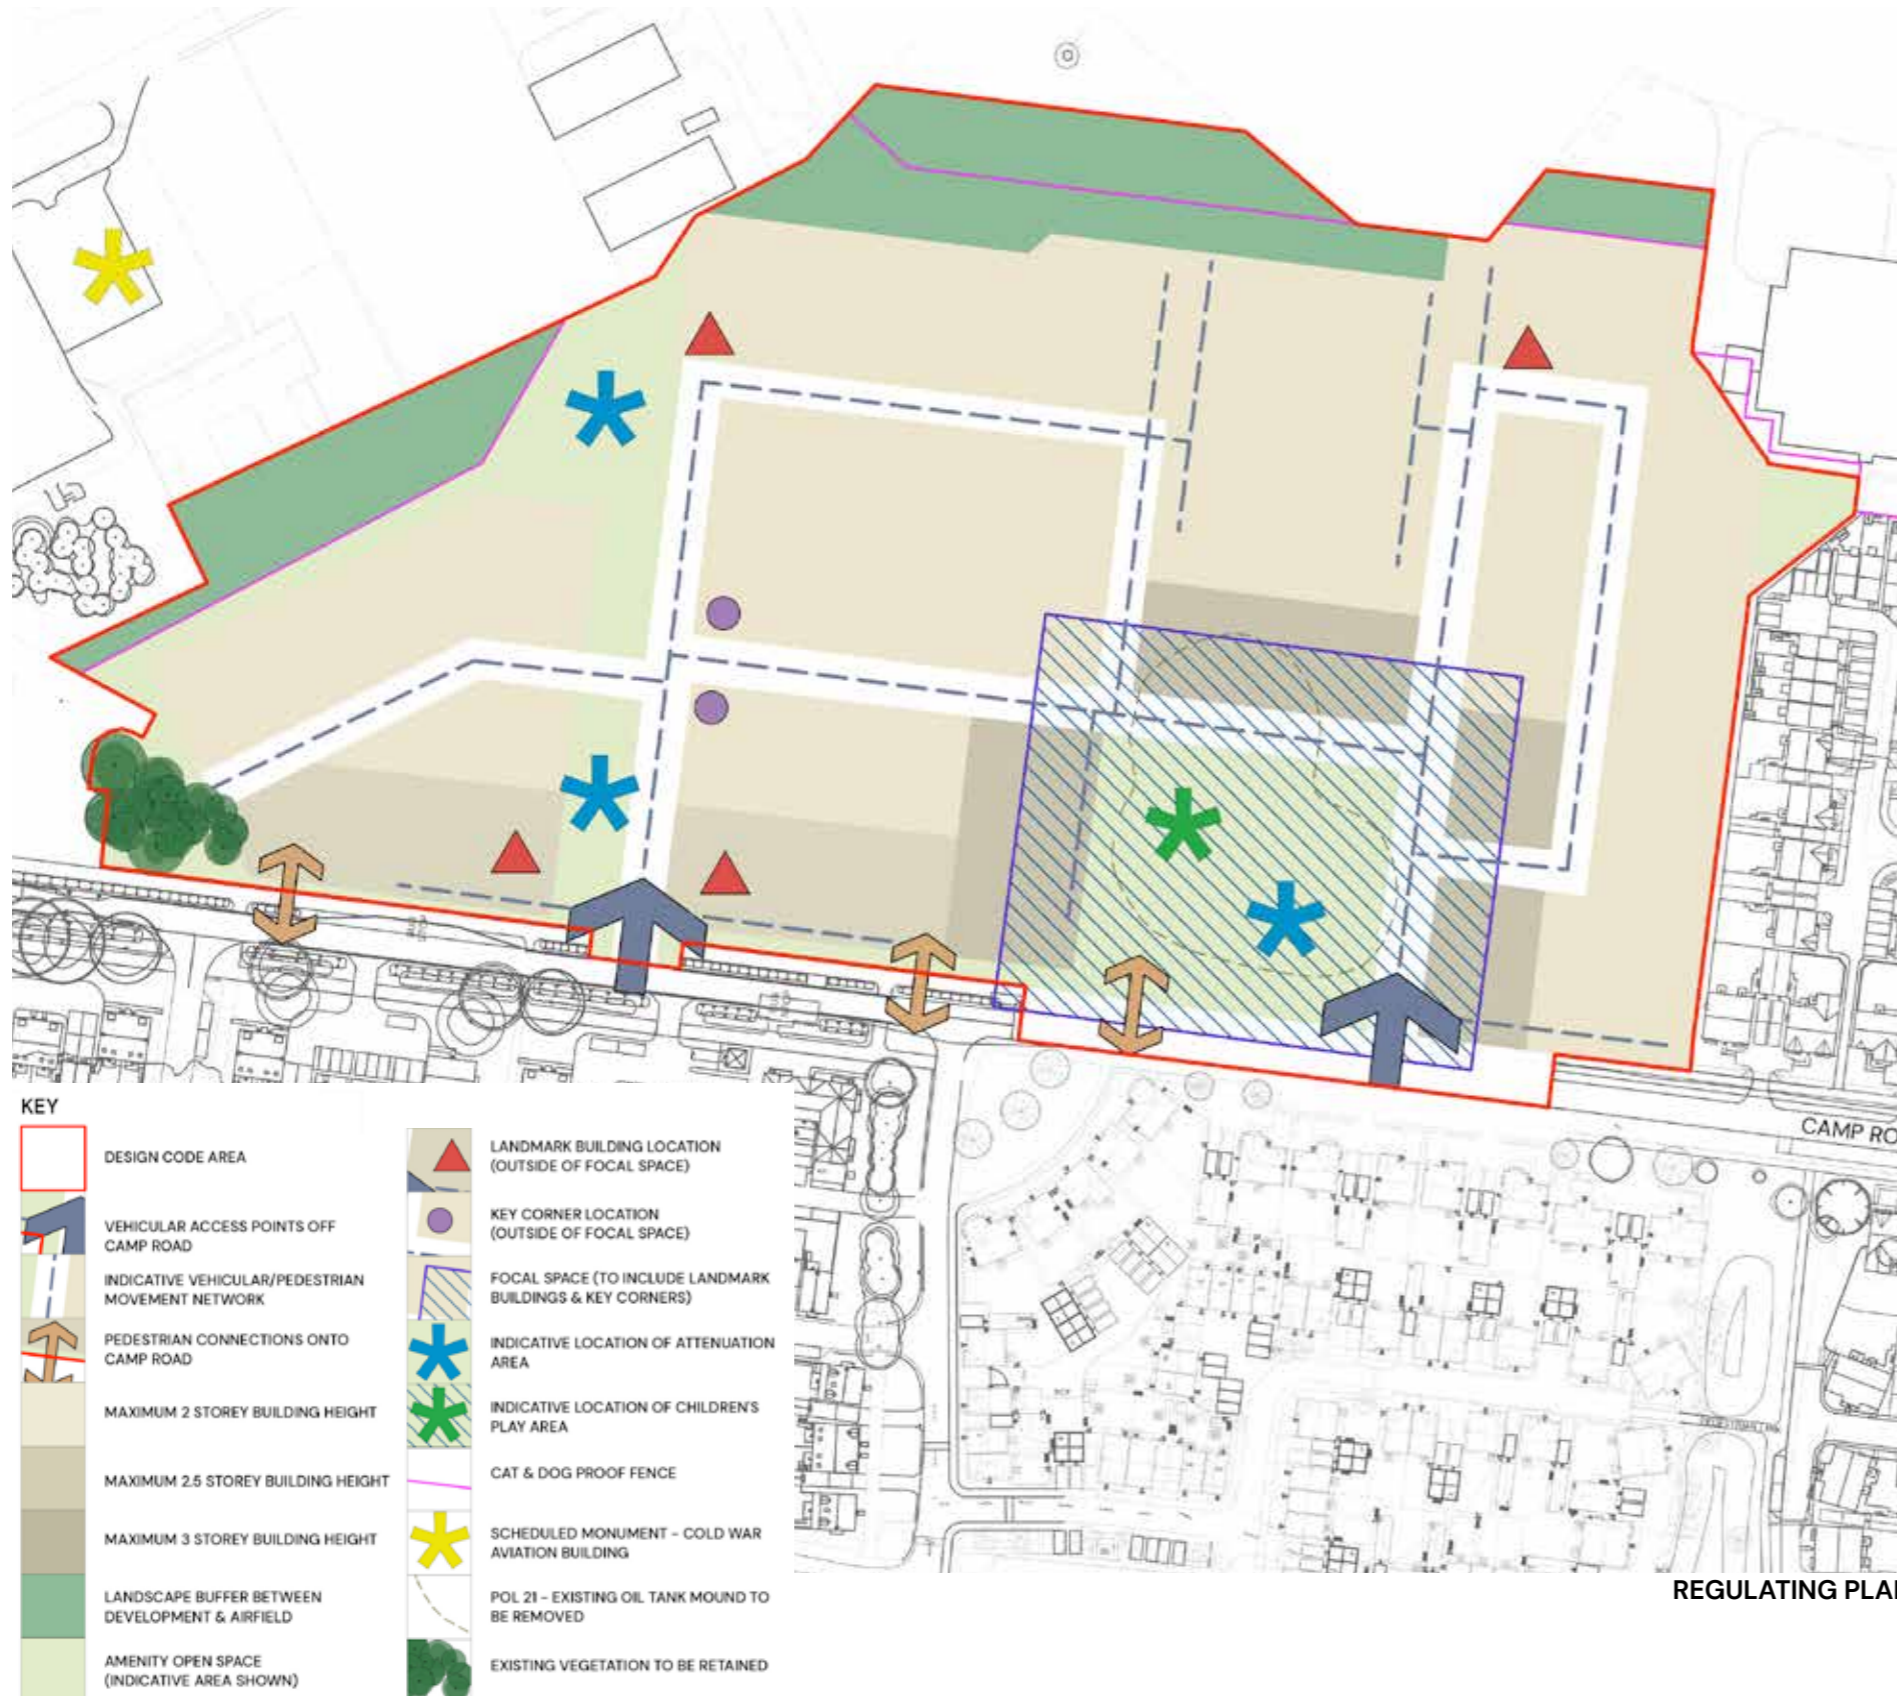 CAMP RO
KEY
DESIGN CODE AREA
VEHICULAR ACCESS POINTS OFF
CAMP ROAD
INDICATIVE VEHICULAR/PEDESTRIAN
MOVEMENT NETWORK
PEDESTRIAN CONNECTIONS ONTO
CAMP ROAD
MAXIMUM 2 STOREY BUILDING HEIGHT
MAXIMUM 2.5 STOREY BUILDING HEIGHT
MAXIMUM 3 STOREY BUILDING HEIGHT
LANDSCAPE BUFFER BETWEEN
DEVELOPMENT & AIRFIELD
AMENITY OPEN SPACE
(INDICATIVE AREA SHOWN)
LANDMARK BUILDING LOCATION
(OUTSIDE OF FOCAL SPACE)
KEY CORNER LOCATION
(OUTSIDE OF FOCAL SPACE)
FOCAL SPACE (TO INCLUDE LANDMARK
BUILDINGS & KEY CORNERS)
INDICATIVE LOCATION OF ATTENUATION
AREA
INDICATIVE LOCATION OF CHILDREN'S
PLAY AREA
CAT & DOG PROOF FENCE
SCHEDULED MONUMENT - COLD WAR
AVIATION BUILDING
POL 21 - EXISTING OIL TANK MOUND TO
BE REMOVED
EXISTING VEGETATION TO BE RETAINED
REGULATING PLA